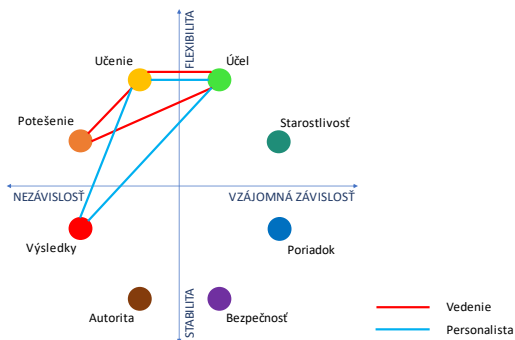 FLEXIBILITA
Učenie
Účel
Potešenie
Starostlivosť
NEZÁVISLOSŤ
VZÁJOMNÁ ZÁVISLOSŤ
Výsledky
Poriadok
Autorita
STABILITA
Bezpečnosť
Vedenie
Personalista